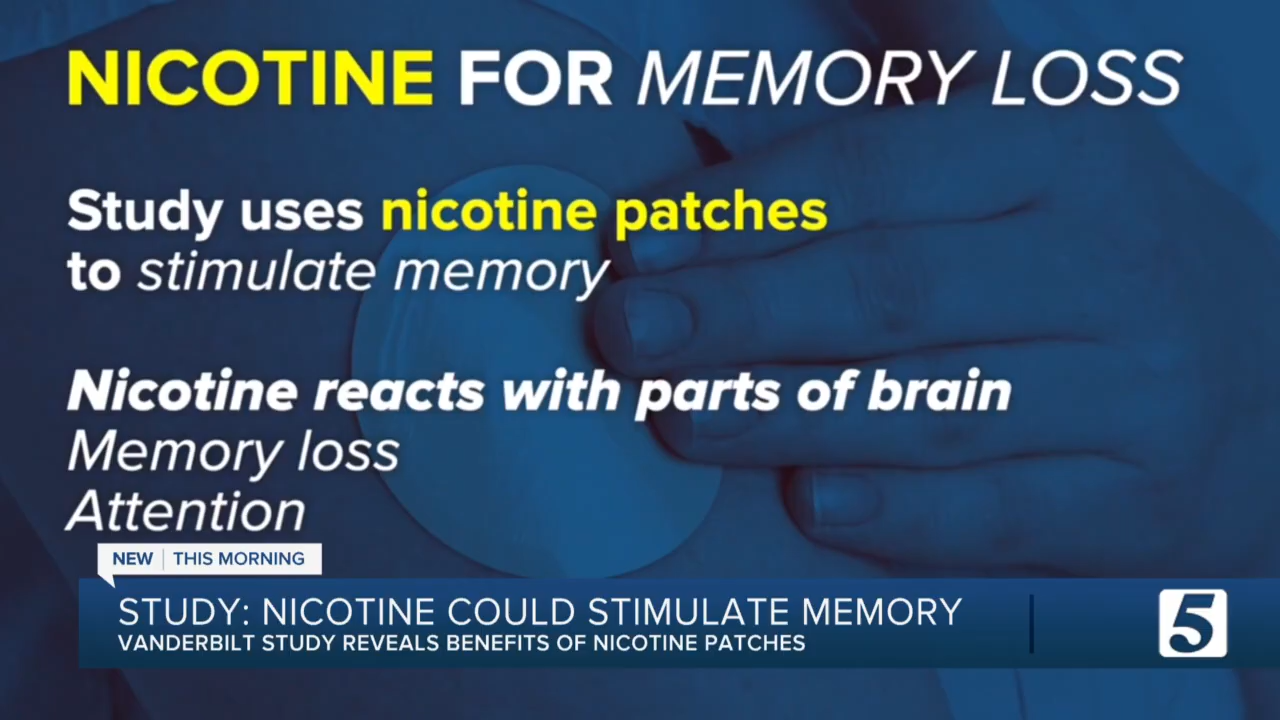 NICOTINE FOR MEMORY LOSS
Study uses nicotine patches
to stimulate memory
Nicotine reacts with parts of brain
Memory loss
Attention
NEW | THIS MORNING
STUDY: NICOTINE COULD STIMULATE MEMORY
VANDERBILT STUDY REVEALS BENEFITS OF NICOTINE PATCHES
5